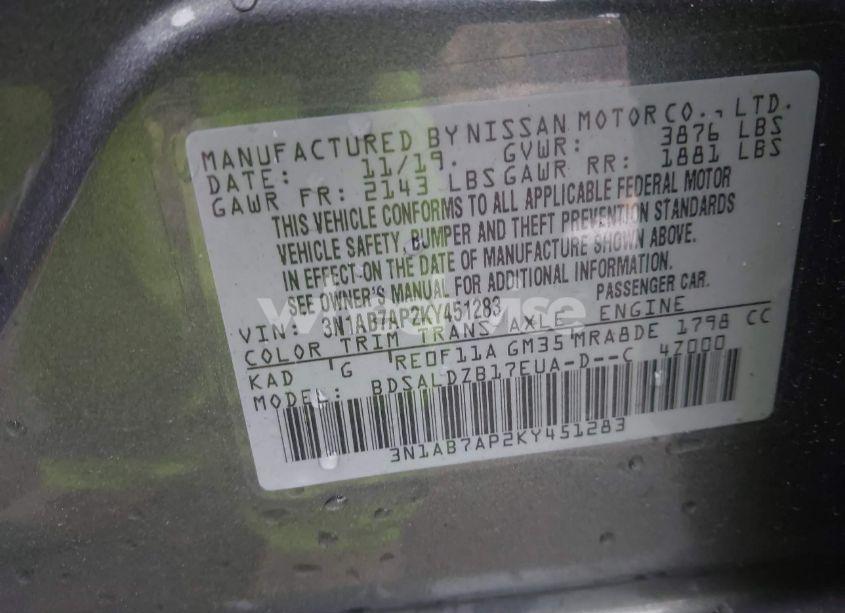 MANUFACTURED BY NISSAN MOTOR CO., LTD.
DATE: 11/19. GVWR: 3876 LBS
GAWR FR: 2143 LBS GAWR RR: 1881 LBS
THIS VEHICLE CONFORMS TO ALL APPLICABLE FEDERAL MOTOR
VEHICLE SAFETY, BUMPER AND THEFT PREVENTION STANDARDS
IN EFFECT ON THE DATE OF MANUFACTURE SHOWN ABOVE.
SEE OWNER'S MANUAL FOR ADDITIONAL INFORMATION.
VIN: 3N1AB7AP2KY451283 PASSENGER CAR.
COLOR TRIM TRANS AXLE ENGINE
KAD G RE0F11A GM35 MRA8DE 1798 CC
MODEL: BDSALDZB17EUA-D--C 4Z000
3N1AB7AP2KY451283